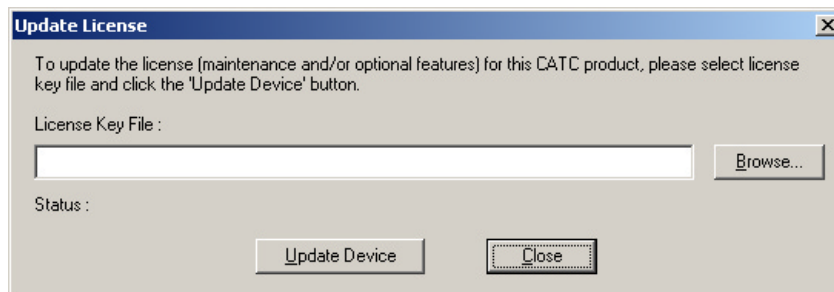 Update License
To update the license (maintenance and/or optional features) for this CATC product, please select license
key file and click the 'Update Device' button.
License Key File :
Browse...
Status :
Update Device
Close